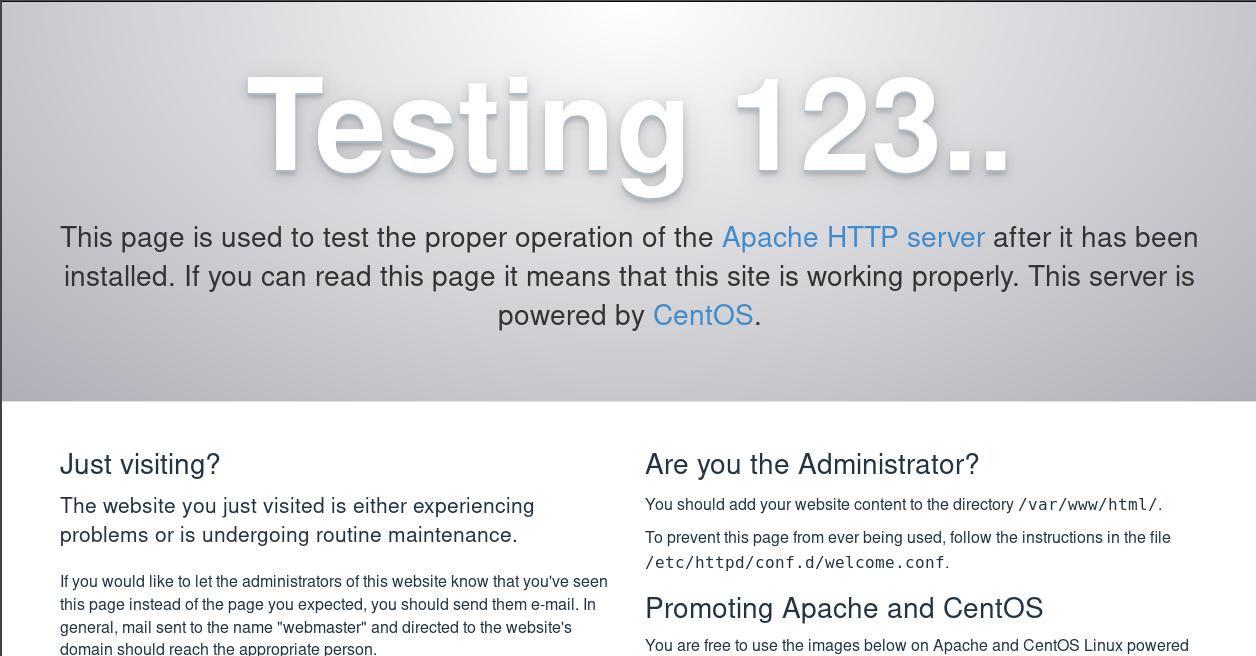 Testing 123..
This page is used to test the proper operation of the Apache HTTP server after it has been
installed. If you can read this page it means that this site is working properly. This server is
powered by CentOS.
Just visiting?
The website you just visited is either experiencing
problems or is undergoing routine maintenance.
If you would like to let the administrators of this website know that you've seen
this page instead of the page you expected, you should send them e-mail. In
general, mail sent to the name "webmaster" and directed to the website's
domain should reach the appropriate person.
Are you the Administrator?
You should add your website content to the directory /var/www/html/.
To prevent this page from ever being used, follow the instructions in the file
/etc/httpd/conf.d/welcome.conf.
Promoting Apache and CentOS
You are free to use the images below on Apache and CentOS Linux powered